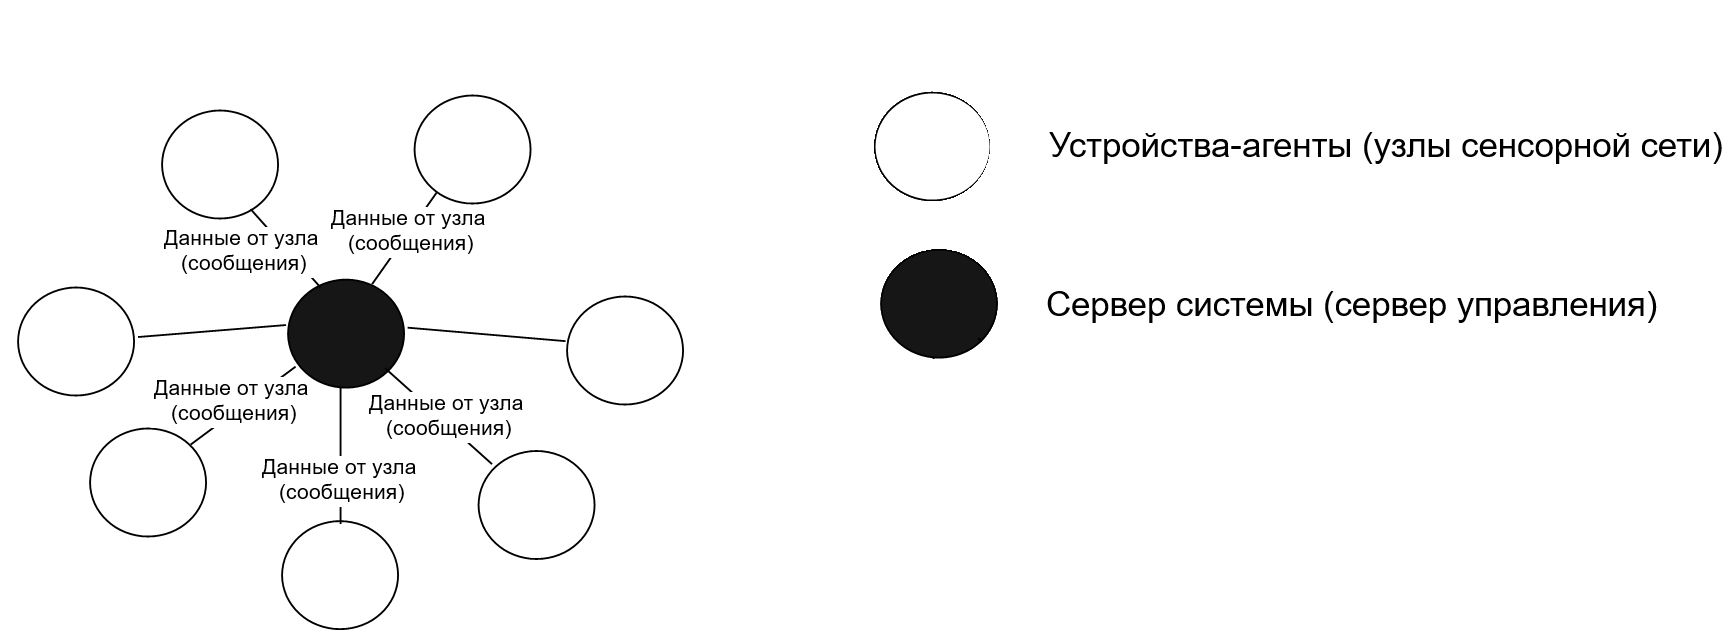 Данные от узла
(сообщения)
Данные от узла
(сообщения)
Данные от узла
(сообщения)
Данные от узла
(сообщения)
Данные от узла
(сообщения)
Устройства-агенты (узлы сенсорной сети)
Сервер системы (сервер управления)